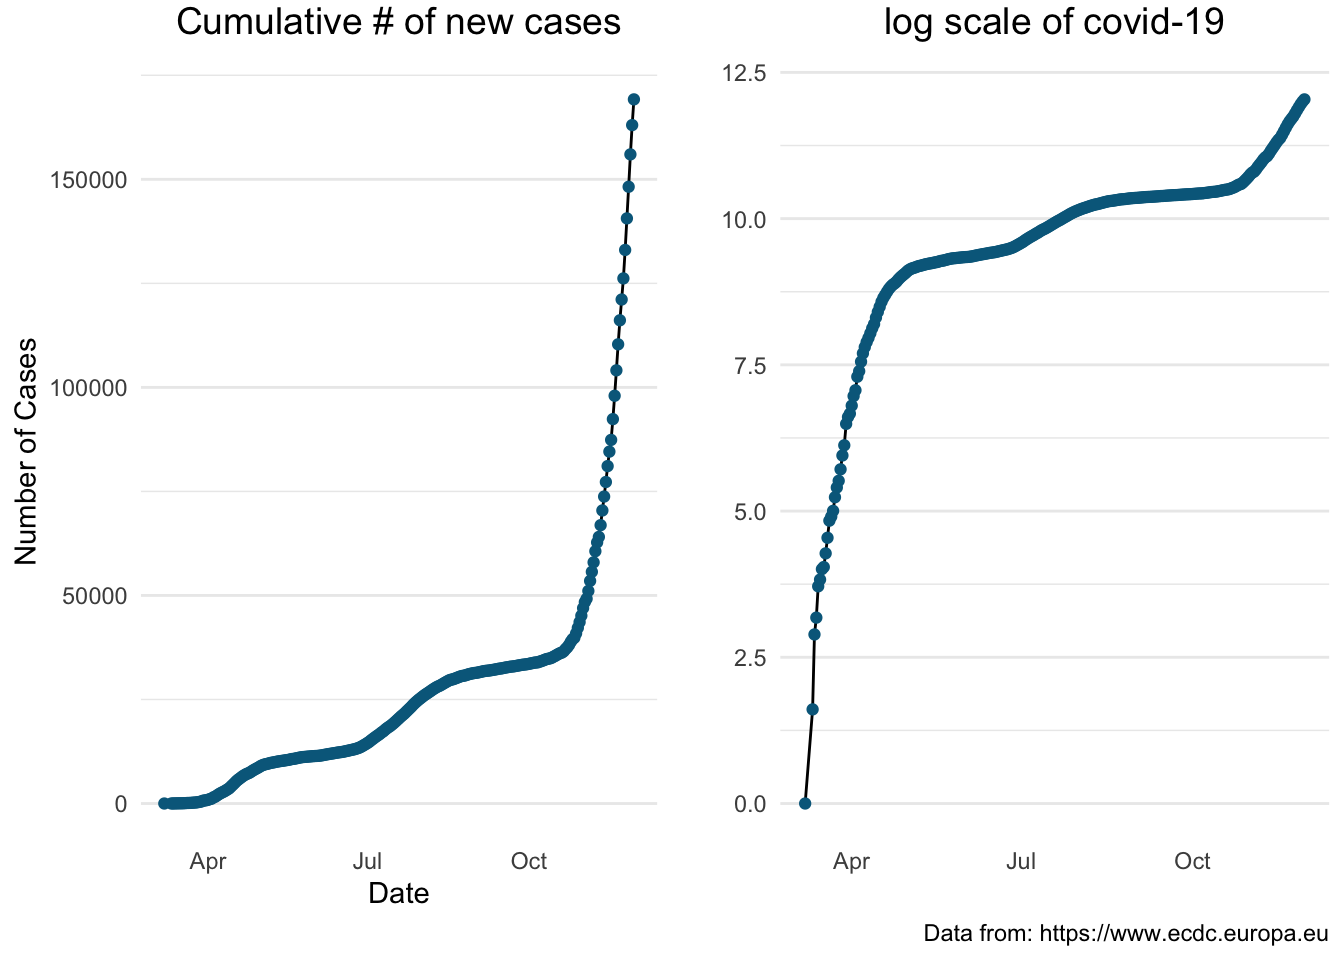 Cumulative # of new cases
Number of Cases
150000
100000
50000
0
Apr Jul Oct
Date
log scale of covid-19
12.5
10.0
7.5
5.0
2.5
0.0
Apr Jul Oct
Data from: https://www.ecdc.europa.eu